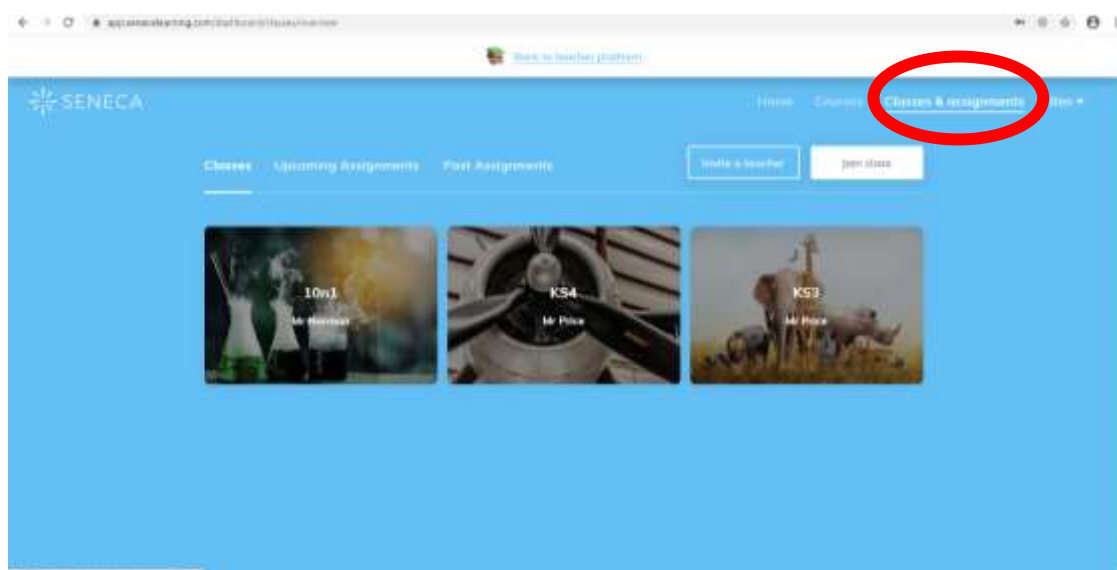 Back to teacher platform
SENECA
Home Courses Classes & assignments
Classes Upcoming Assignments Past Assignments
Invite a teacher Join class
10n1
KS4
KS3
Mr
Mr Price
Mr Price